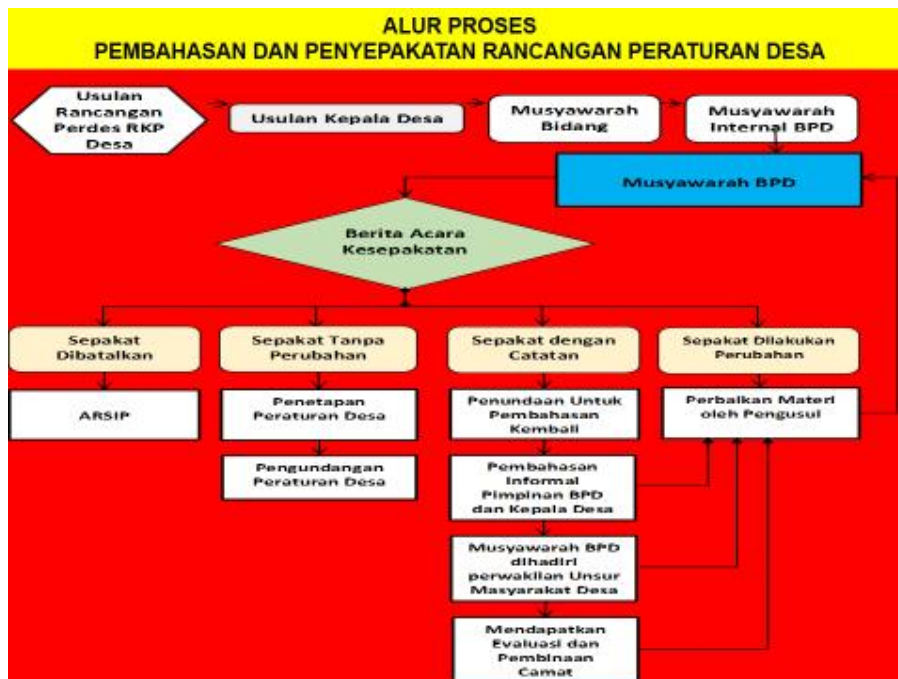 ALUR PROSES
PEMBAHASAN DAN PENYEPAKATAN RANCANGAN PERATURAN DESA
Usulan
Rancangan
Perdes RKP
Desa
Usulan Kepala Desa
Musyawarah
Bidang
Musyawarah
Internal BPD
Musyawarah BPD
Berita Acara
Kesepakatan
Sepakat
Dibatalkan
Sepakat Tanpa
Perubahan
Sepakat dengan
Catatan
Sepakat Dilakukan
Perubahan
ARSIP
Penetapan
Peraturan Desa
Penundaan Untuk
Pembahasan
Kembali
Perbaikan Materi
oleh Pengusul
Pengundangan
Peraturan Desa
Pembahasan
Informal
Pimpinan BPD
dan Kepala Desa
Musyawarah BPD
dihadiri
perwakilan Unsur
Masyarakat Desa
Mendapatkan
Evaluasi dan
Pembinaan
Camat